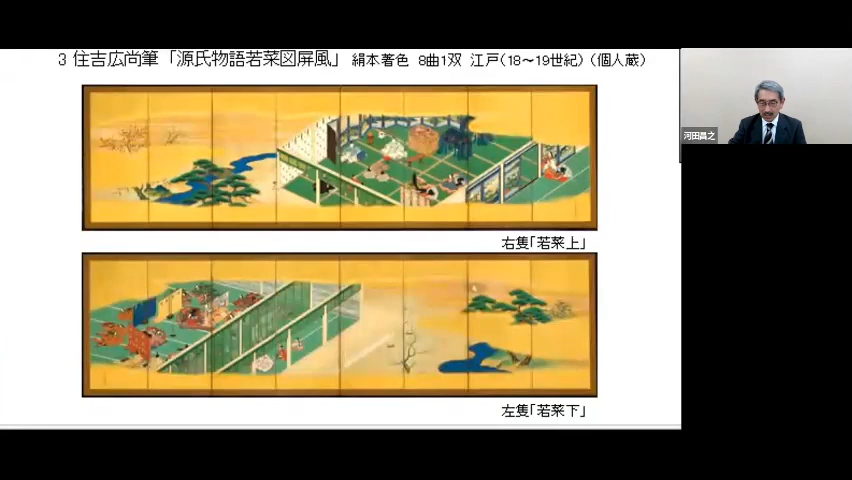 3 住吉広尚筆「源氏物語若菜図屏風」 絹本著色 8曲1双 江戸(18～19世紀)(個人蔵)
河田昌之
右隻「若菜上」
左隻「若菜下」